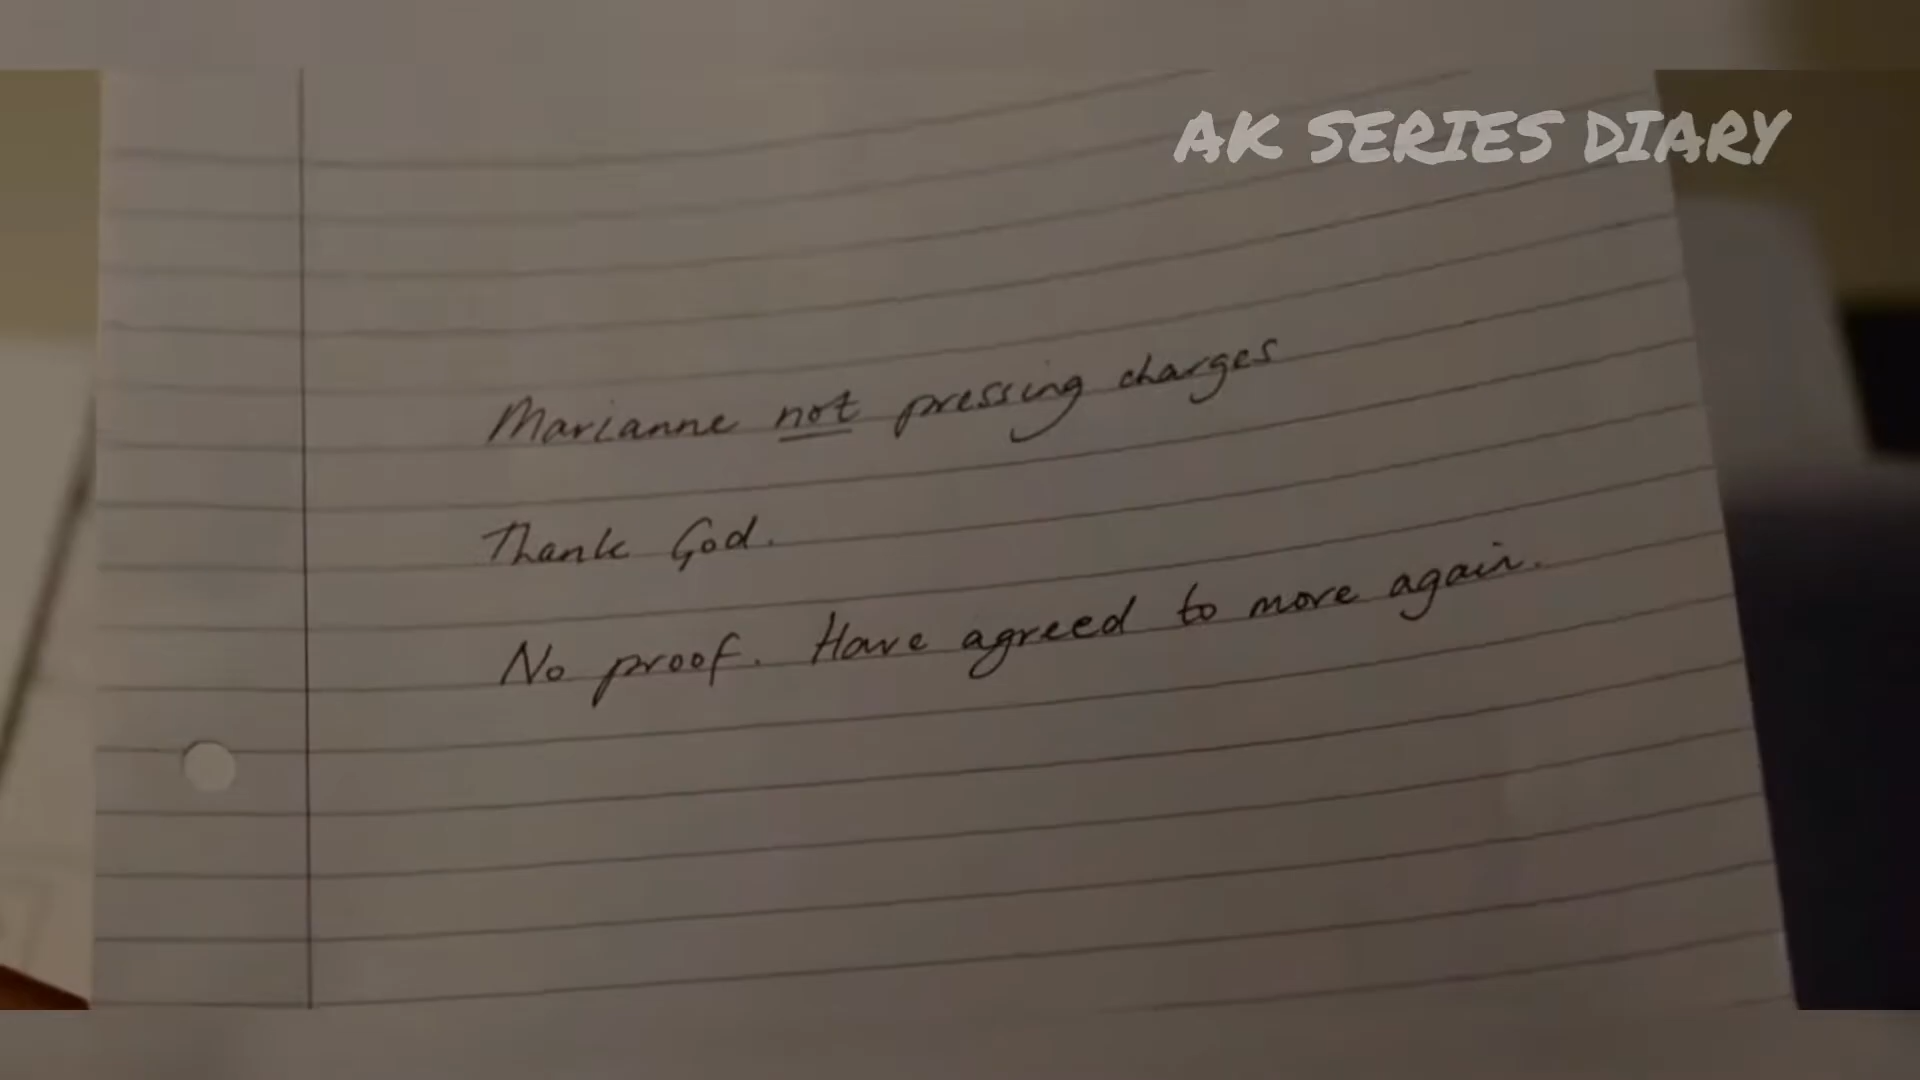 AK SERIES DIARY
Marianne not pressing charges
Thank God.
No proof. Have agreed to move again.